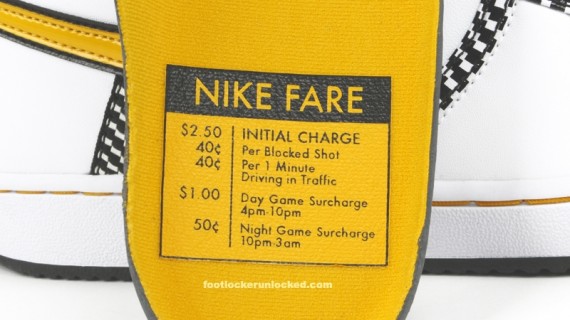 NIKE FARE
$2.50 INITIAL CHARGE
40¢ Per Blocked Shot
40¢ Per 1 Minute
Driving in Traffic
$1.00 Day Game Surcharge
4pm-10pm
50¢ Night Game Surcharge
10pm-3am
footlockerunlocked.com